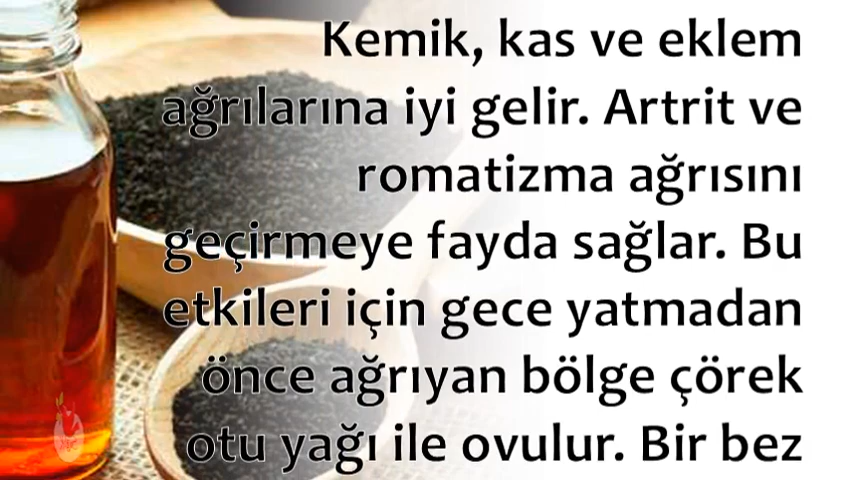 Kemik, kas ve eklem
ağrılarına iyi gelir. Artrit ve
romatizma ağrısını
geçirmeye fayda sağlar. Bu
etkileri için gece yatmadan
önce ağrıyan bölge çörek
otu yağı ile ovulur. Bir bez